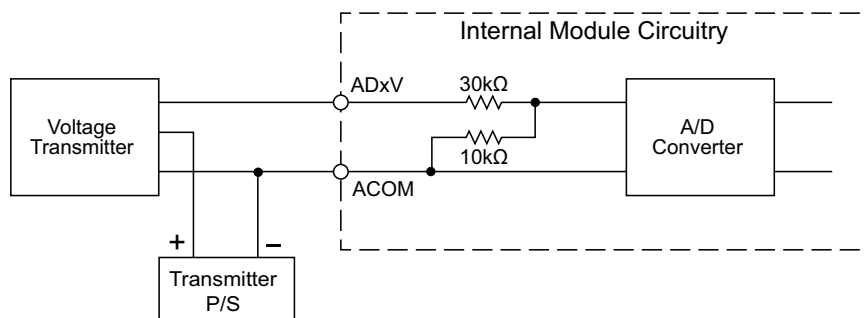 Internal Module Circuitry
ADxV
30kΩ
Voltage
Transmitter
10kΩ
A/D
Converter
ACOM
+
–
Transmitter
P/S